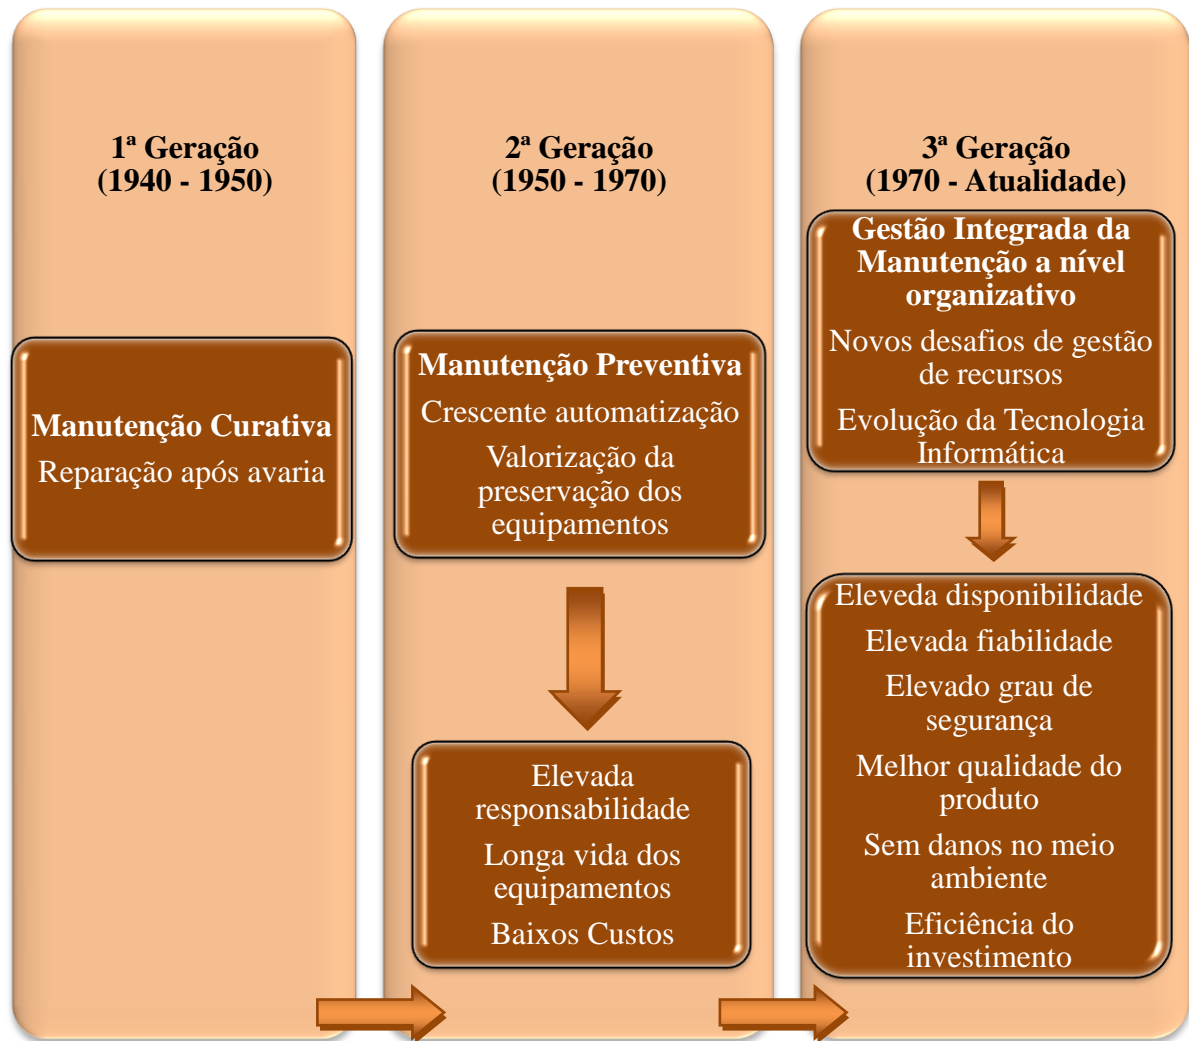 1ª Geração
(1940 - 1950)
Manutenção Curativa
Reparação após avaria
2ª Geração
(1950 - 1970)
Manutenção Preventiva
Crescente automatização
Valorização da
preservação dos
equipamentos
Elevada
responsabilidade
Longa vida dos
equipamentos
Baixos Custos
3ª Geração
(1970 - Atualidade)
Gestão Integrada da
Manutenção a nível
organizativo
Novos desafios de gestão
de recursos
Evolução da Tecnologia
Informática
Eleveda disponibilidade
Elevada fiabilidade
Elevado grau de
segurança
Melhor qualidade do
produto
Sem danos no meio
ambiente
Eficiência do
investimento